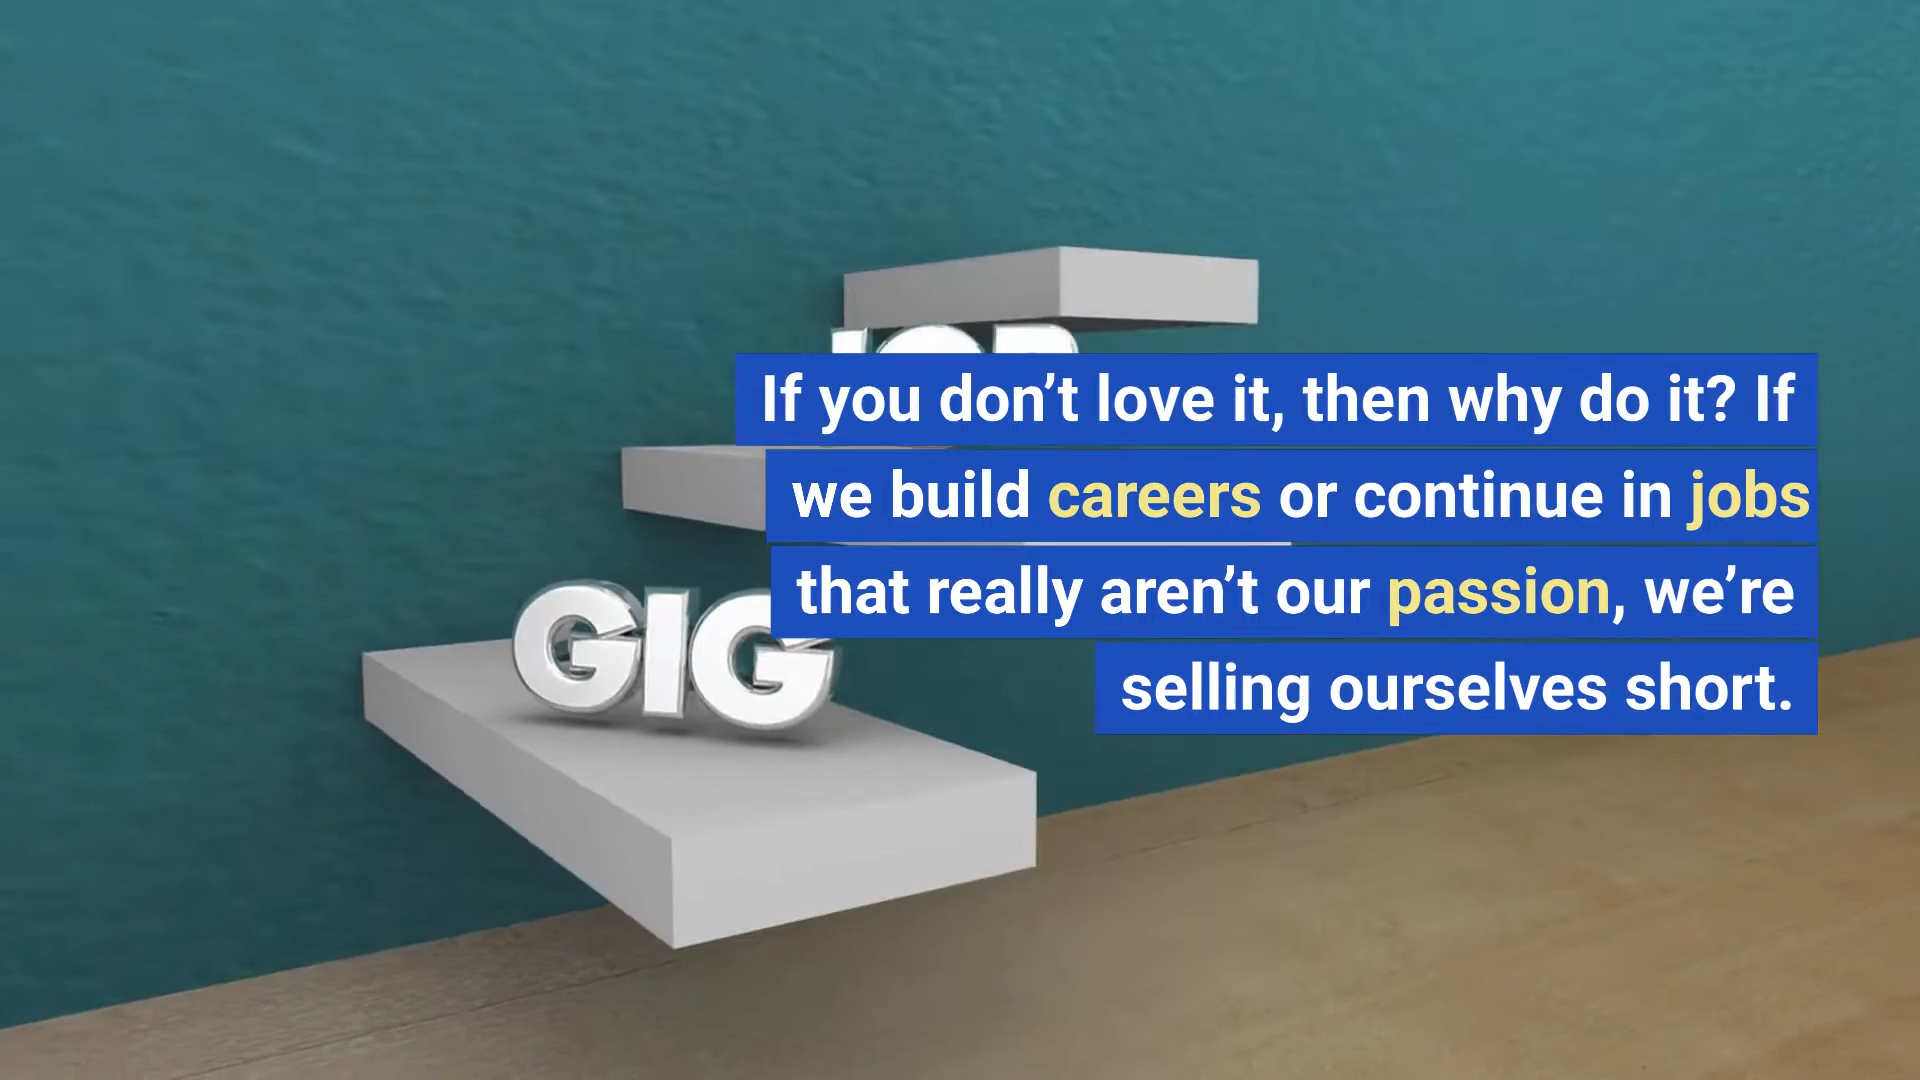 If you don’t love it, then why do it? If
we build careers or continue in jobs
that really aren’t our passion, we’re
selling ourselves short.
GIG